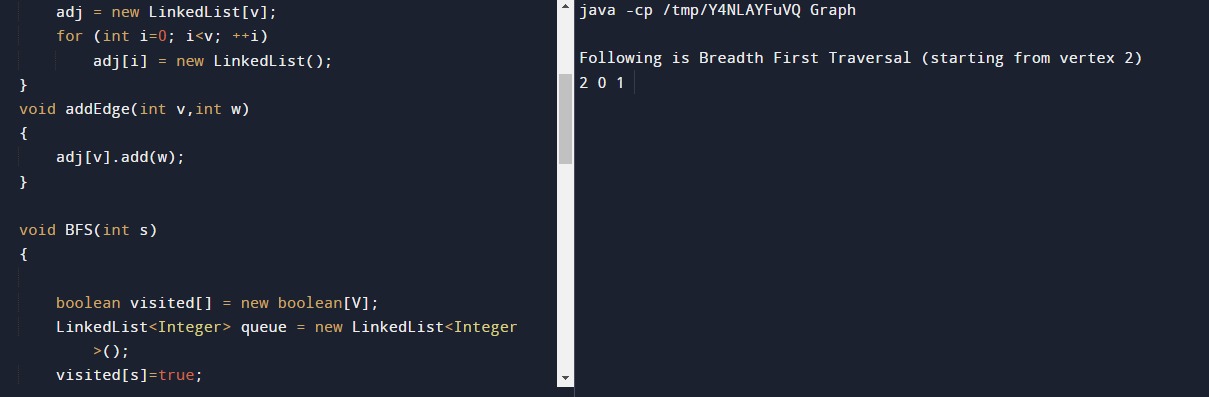 adj = new LinkedList[v];
for (int i=0; i<v; ++i)
adj[i] = new LinkedList();
}
void addEdge(int v,int w)
{
adj[v].add(w);
}
void BFS(int s)
{
boolean visited[] = new boolean[V];
LinkedList<Integer> queue = new LinkedList<Integer
>();
visited[s]=true;
java -cp /tmp/Y4NLAYFuVQ Graph
Following is Breadth First Traversal (starting from vertex 2)
2 0 1